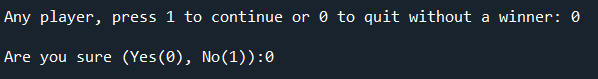 Any player, press 1 to continue or 0 to quit without a winner: 0
Are you sure (Yes(0), No(1)):0